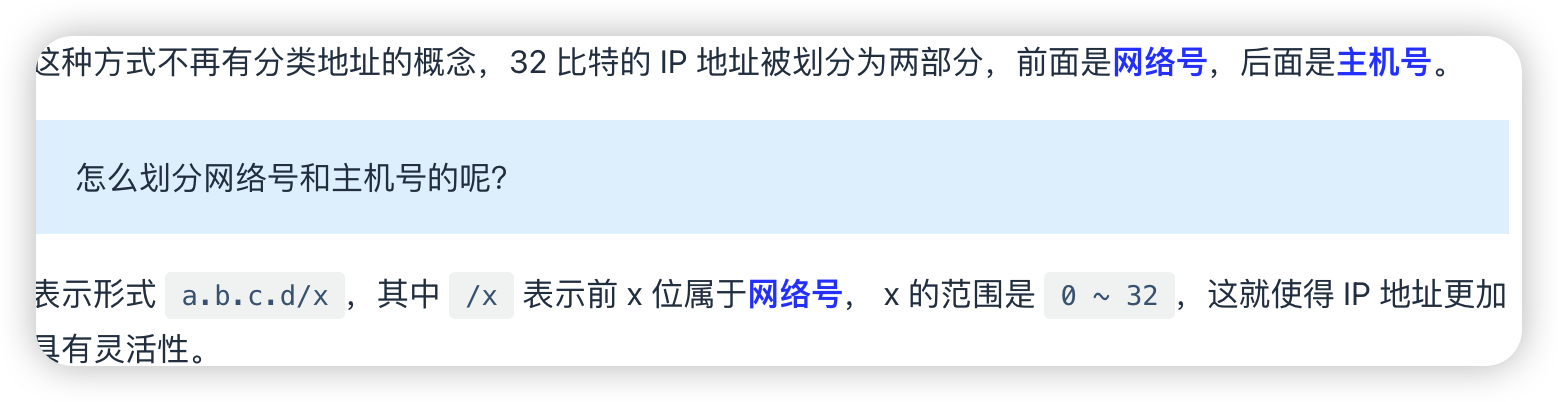 这种方式不再有分类地址的概念，32 比特的 IP 地址被划分为两部分，前面是网络号，后面是主机号。
怎么划分网络号和主机号的呢?
表示形式 a.b.c.d/x，其中 /x 表示前 x 位属于网络号， x 的范围是 0 ~ 32，这就使得 IP 地址更加
具有灵活性。